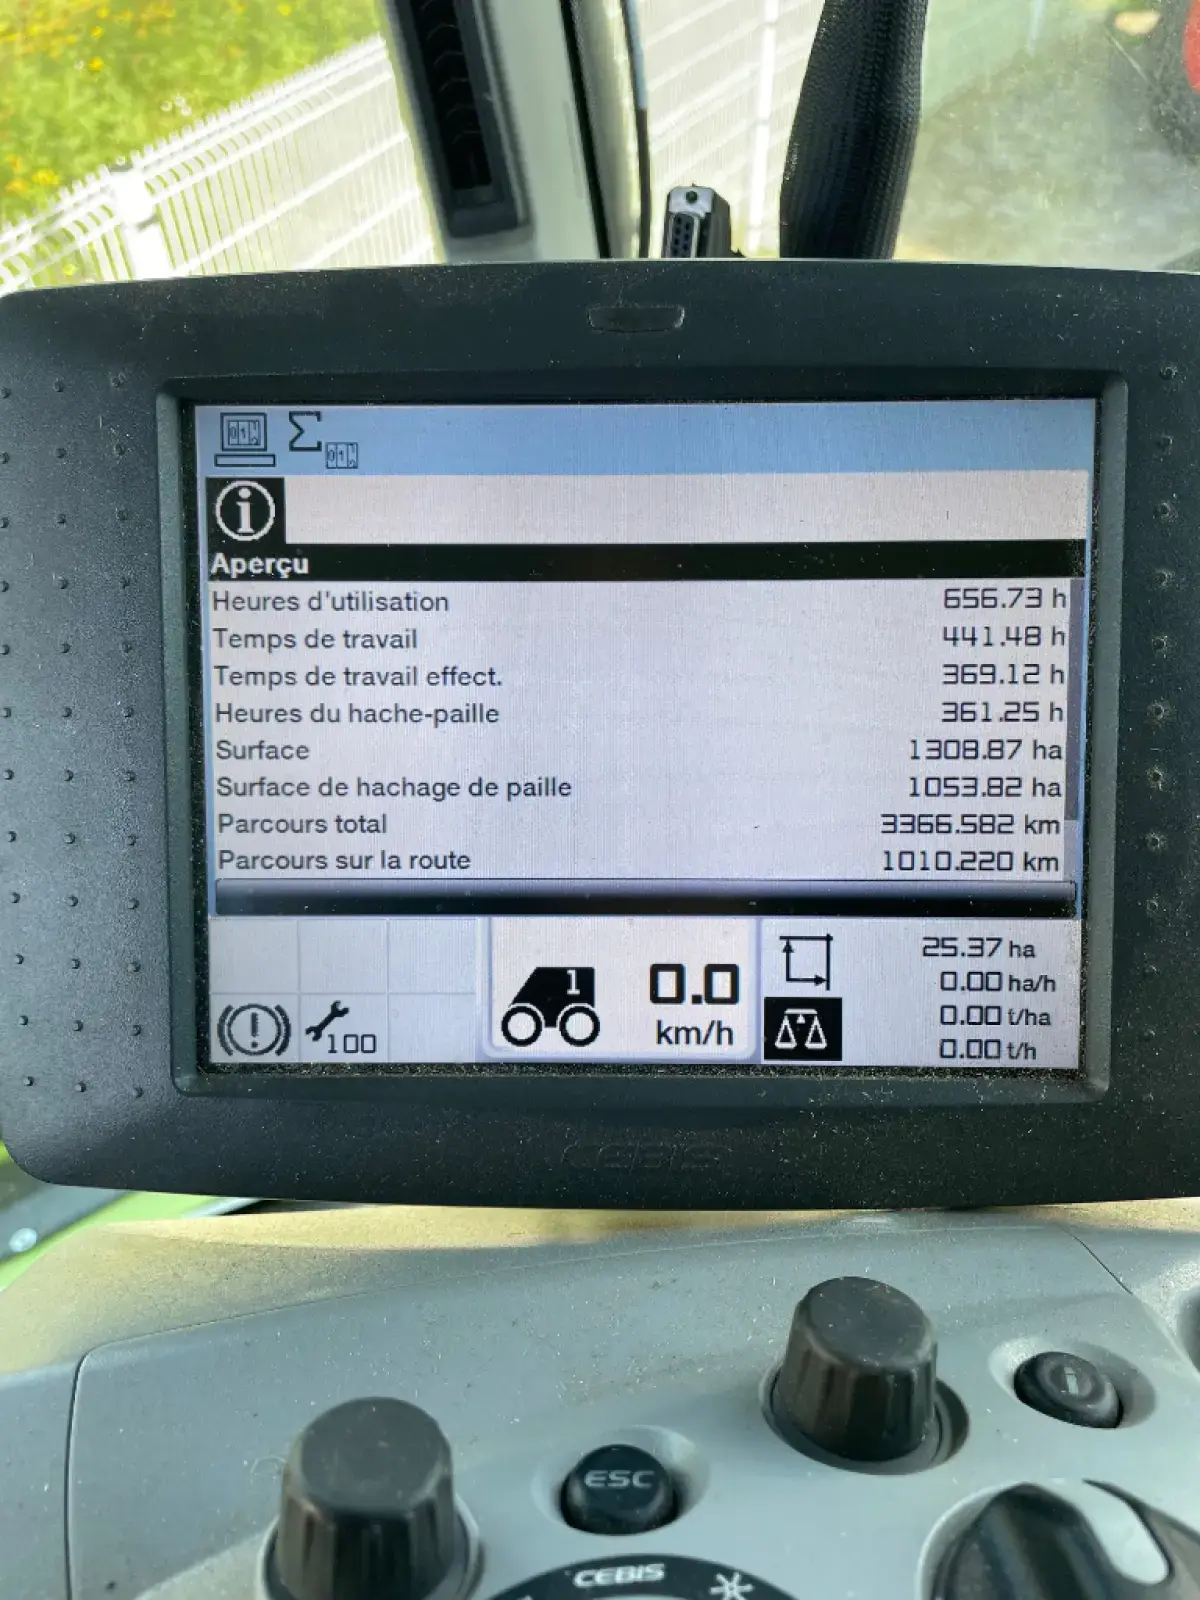 Aperçu
Heures d'utilisation 656.73 h
Temps de travail 441.48 h
Temps de travail effect. 369.12 h
Heures du hache-paille 361.25 h
Surface 1308.87 ha
Surface de hachage de paille 1053.82 ha
Parcours total 3366.582 km
Parcours sur la route 1010.220 km
100
1
0.0
km/h
25.37 ha
0.00 ha/h
0.00 t/ha
0.00 t/h
CEBIS
i
ESC
CEBIS